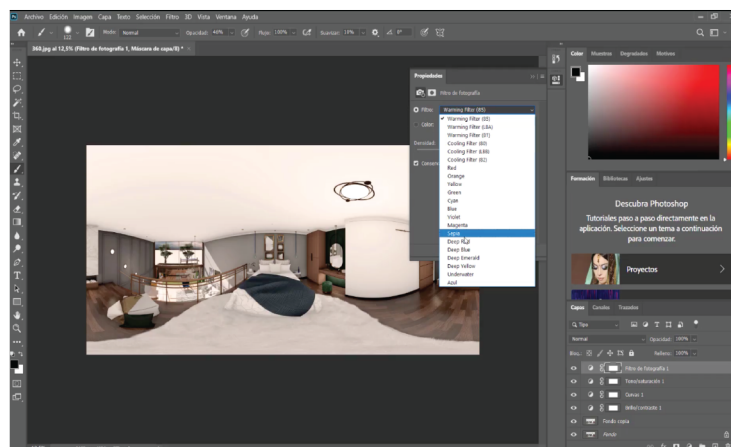 Archivo Edición Imagen Capa Texto Selección Filtro 3D Vista Ventana Ayuda
Modo: Normal Opacidad: 40% Flujo: 100% Suavizar: 10% 0°
360.jpg al 12,5% (Filtro de fotografía 1, Máscara de capa/8) * ×
Propiedades
Filtro de fotografía
Filtro: Warming Filter (85)
Color:
Densidad:
Warming Filter (85)
Warming Filter (LBA)
Warming Filter (81)
Cooling Filter (80)
Cooling Filter (LBB)
Cooling Filter (82)
Red
Orange
Yellow
Green
Cyan
Blue
Violet
Magenta
Sepia
Deep Red
Deep Blue
Deep Emerald
Deep Yellow
Underwater
Azul
Color Muestras Degradados Motivos
Formación Bibliotecas Ajustes
Descubra Photoshop
Tutoriales paso a paso directamente en la
aplicación. Seleccione un tema a continuación
para comenzar.
Proyectos
Capas Canales Trazados
Tipo
Normal Opacidad: 100%
Relleno: 100%
Filtro de fotografía 1
Tono/saturación 1
Curvas 1
Brillo/contraste 1
Fondo copia
Fondo